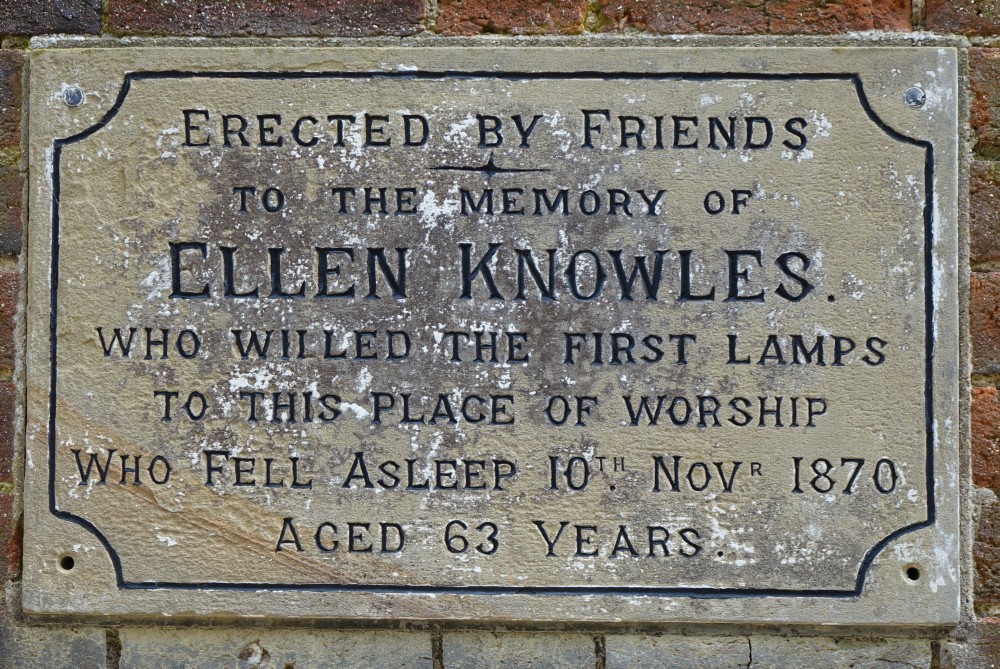 ERECTED BY FRIENDS
TO THE MEMORY OF
ELLEN KNOWLES.
WHO WILLED THE FIRST LAMPS
TO THIS PLACE OF WORSHIP
WHO FELL ASLEEP 10TH. NOVR 1870
AGED 63 YEARS.